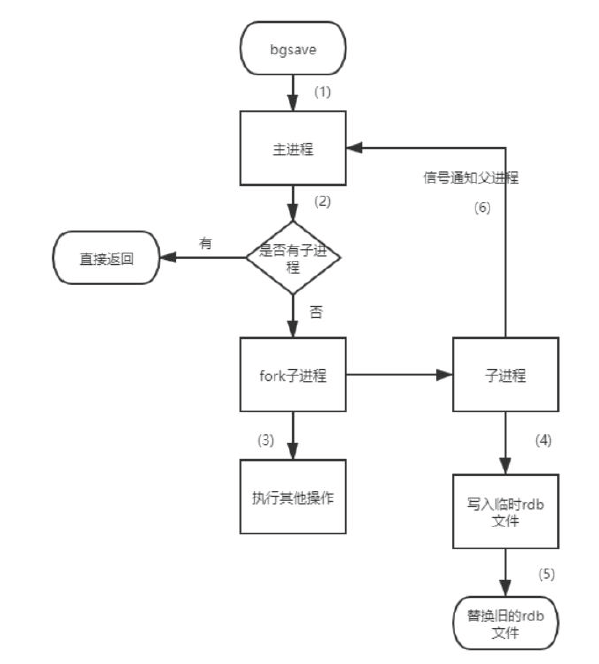 bgsave
(1)
主进程
信号通知父进程
(2)
(6)
有
是否有子进
程
直接返回
否
fork子进程
子进程
(3)
(4)
执行其他操作
写入临时rdb
文件
(5)
替换旧的rdb
文件